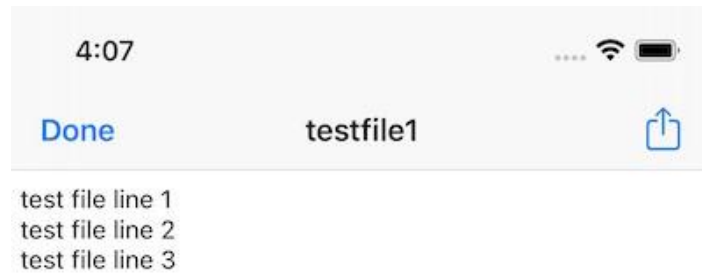 4:07
Done testfile1
test file line 1
test file line 2
test file line 3